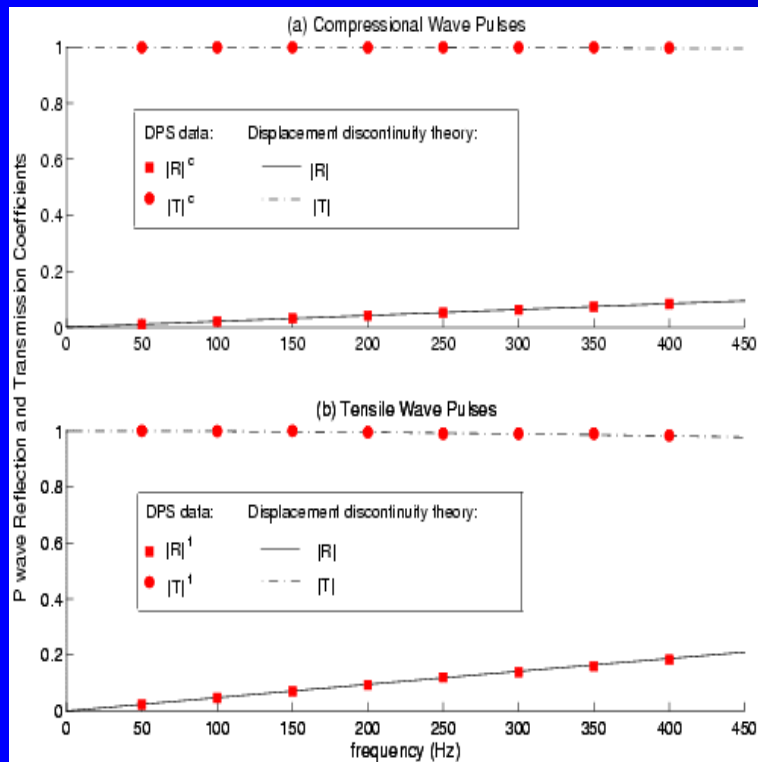 (a) Compressional Wave Pulses
P wave Reflection and Transmission Coefficients
1
0.8
0.6
0.4
0.2
0
DPS data: Displacement discontinuity theory:
|R|c |R|
|T|c |T|
0 50 100 150 200 250 300 350 400 450
(b) Tensile Wave Pulses
1
0.8
0.6
0.4
0.2
0
DPS data: Displacement discontinuity theory:
|R|t |R|
|T|t |T|
0 50 100 150 200 250 300 350 400 450
frequency (Hz)